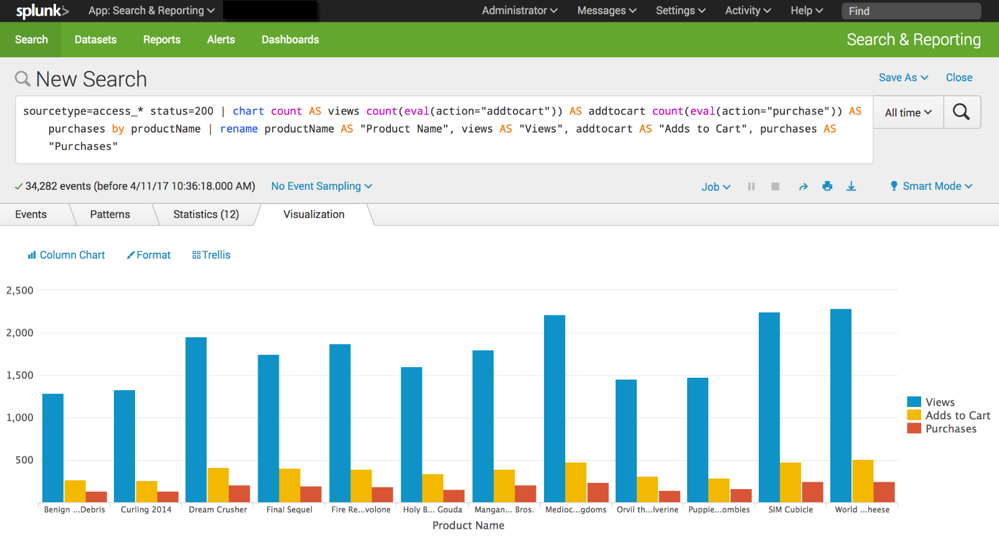 splunk> App: Search & Reporting Administrator Messages Settings Activity Help Find
Search Datasets Reports Alerts Dashboards Search & Reporting
New Search Save As Close
sourcetype=access_* status=200 | chart count AS views count(eval(action="addtocart")) AS addtocart count(eval(action="purchase")) AS
purchases by productName | rename productName AS "Product Name", views AS "Views", addtocart AS "Adds to Cart", purchases AS
"Purchases"
All time
34,282 events (before 4/11/17 10:36:18.000 AM) No Event Sampling Job Smart Mode
Events Patterns Statistics (12) Visualization
Column Chart Format Trellis
2,500
2,000
1,500
1,000
500
Views
Adds to Cart
Purchases
Benign ...Debris Curling 2014 Dream Crusher Final Sequel Fire Re...volone Holy B... Gouda Mangan... Bros. Medioc...gdoms Orvil th...lverine Puppie...ombies SIM Cubicle World ...heese
Product Name